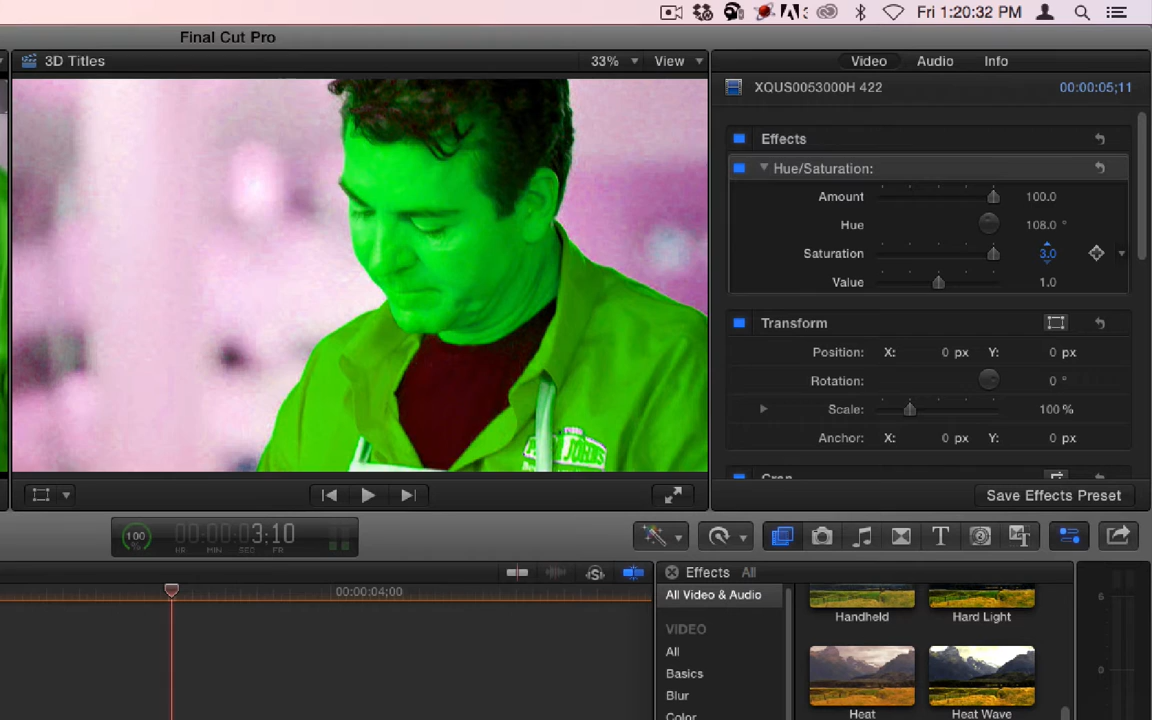 Fri 1:20:32 PM
Final Cut Pro
3D Titles
33%
View
Video
Audio
Info
XQUS0053000H 422
00:00:05;11
Effects
Hue/Saturation:
Amount
100.0
Hue
108.0 °
Saturation
3.0
Value
1.0
Transform
Position:
X:
0 px
Y:
0 px
Rotation:
0 °
Scale:
100 %
Anchor:
X:
0 px
Y:
0 px
Crop
Save Effects Preset
100
%
00:00:03:10
HR MIN SEC FR
00:00:04;00
Effects
All
All Video & Audio
VIDEO
All
Basics
Blur
Color
Handheld
Hard Light
Heat
Heat Wave
6
0